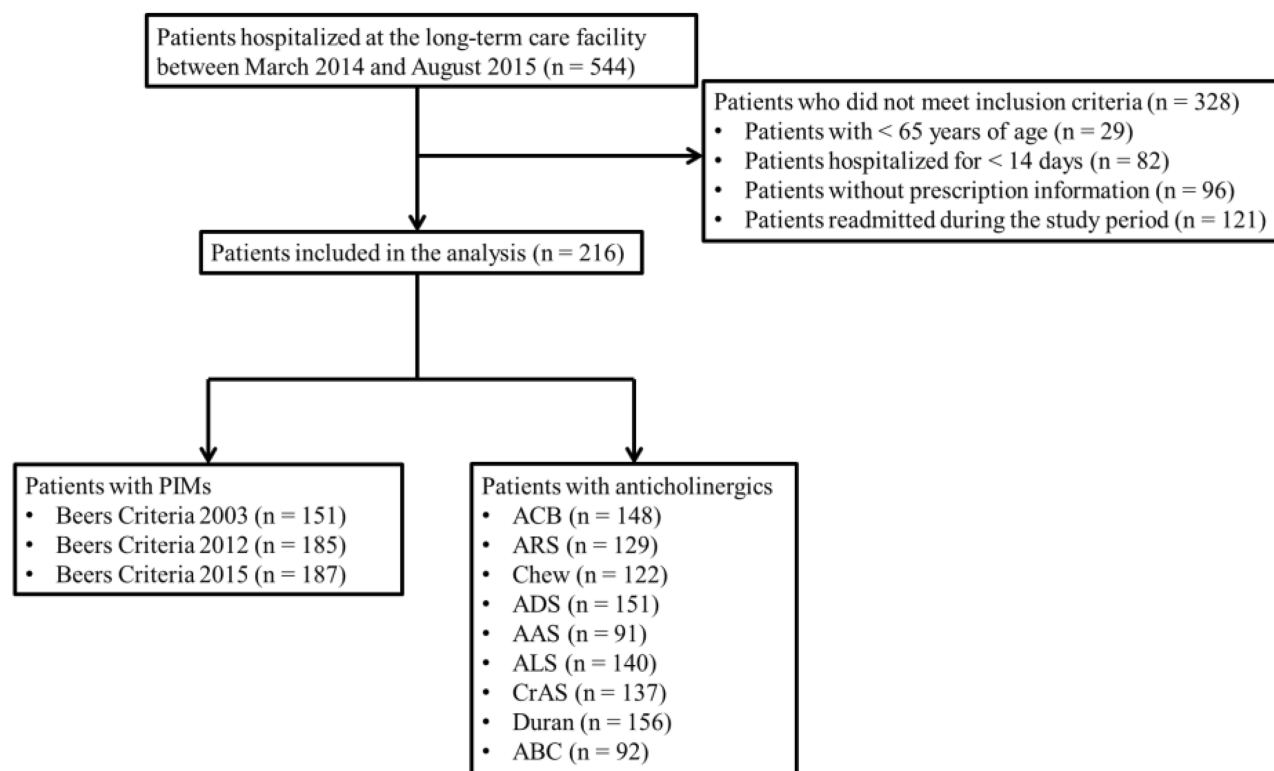 Patients hospitalized at the long-term care facility
between March 2014 and August 2015 (n = 544)
Patients who did not meet inclusion criteria (n = 328)
• Patients with < 65 years of age (n = 29)
• Patients hospitalized for < 14 days (n = 82)
• Patients without prescription information (n = 96)
• Patients readmitted during the study period (n = 121)
Patients included in the analysis (n = 216)
Patients with PIMs
• Beers Criteria 2003 (n = 151)
• Beers Criteria 2012 (n = 185)
• Beers Criteria 2015 (n = 187)
Patients with anticholinergics
• ACB (n = 148)
• ARS (n = 129)
• Chew (n = 122)
• ADS (n = 151)
• AAS (n = 91)
• ALS (n = 140)
• CrAS (n = 137)
• Duran (n = 156)
• ABC (n = 92)